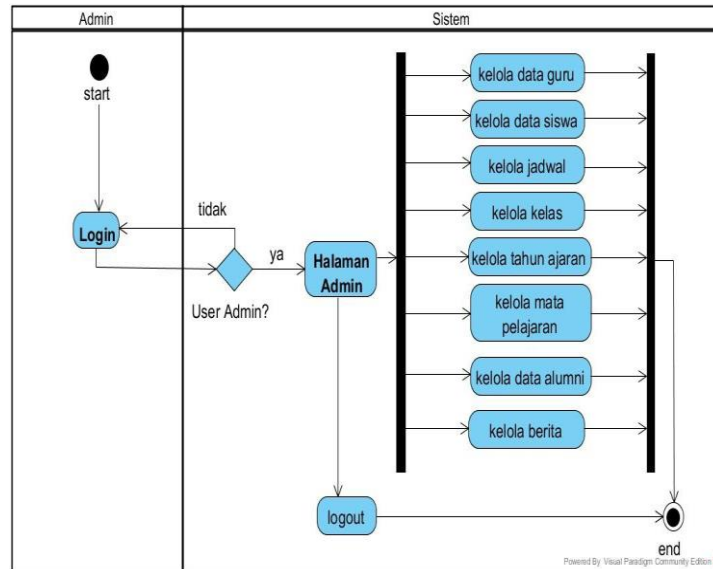 Admin
Sistem
start
Login
tidak
ya
User Admin?
Halaman
Admin
kelola data guru
kelola data siswa
kelola jadwal
kelola kelas
kelola tahun ajaran
kelola mata
pelajaran
kelola data alumni
kelola berita
logout
end
Powered By Visual Paradigm Community Edition